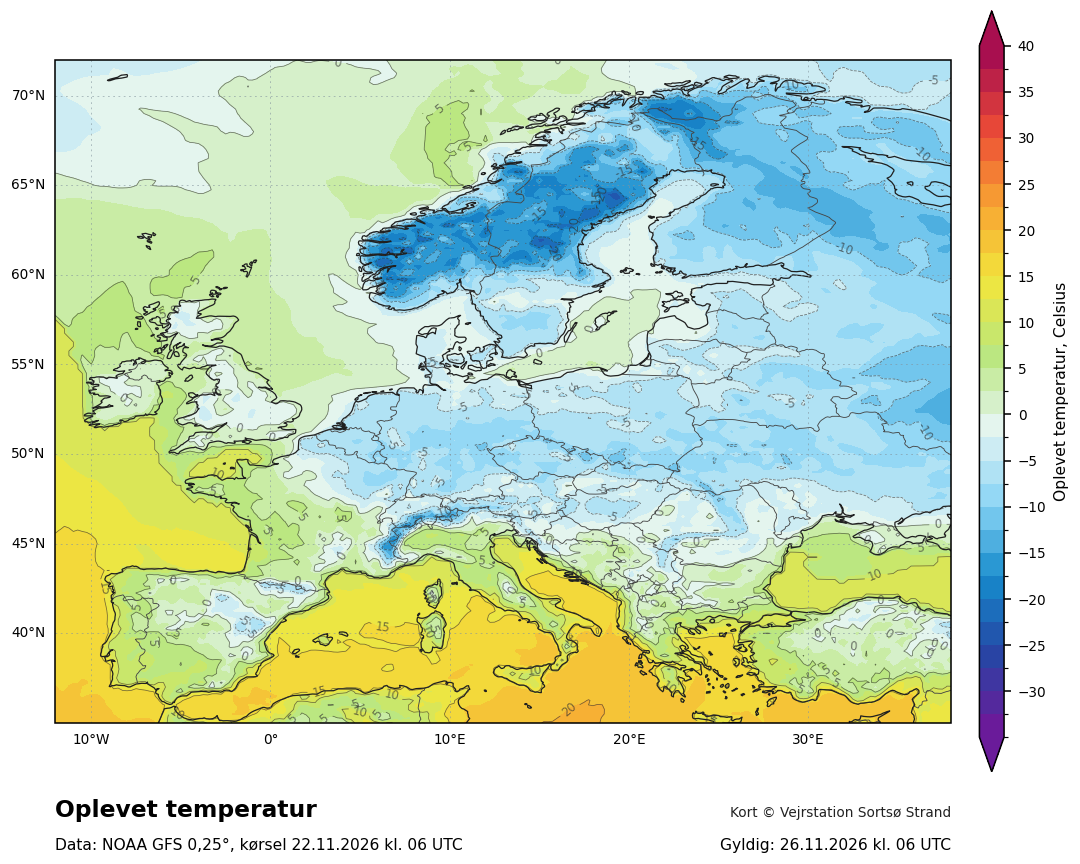 40
35
30
25
20
15
10
5
0
−5
−10
−15
−20
−25
−30
Oplevet temperatur, Celsius
70°N
65°N
60°N
55°N
50°N
45°N
40°N
10°W 0° 10°E 20°E 30°E
Oplevet temperatur
Kort © Vejrstation Sortsø Strand
Data: NOAA GFS 0,25°, kørsel 22.11.2026 kl. 06 UTC
Gyldig: 26.11.2026 kl. 06 UTC